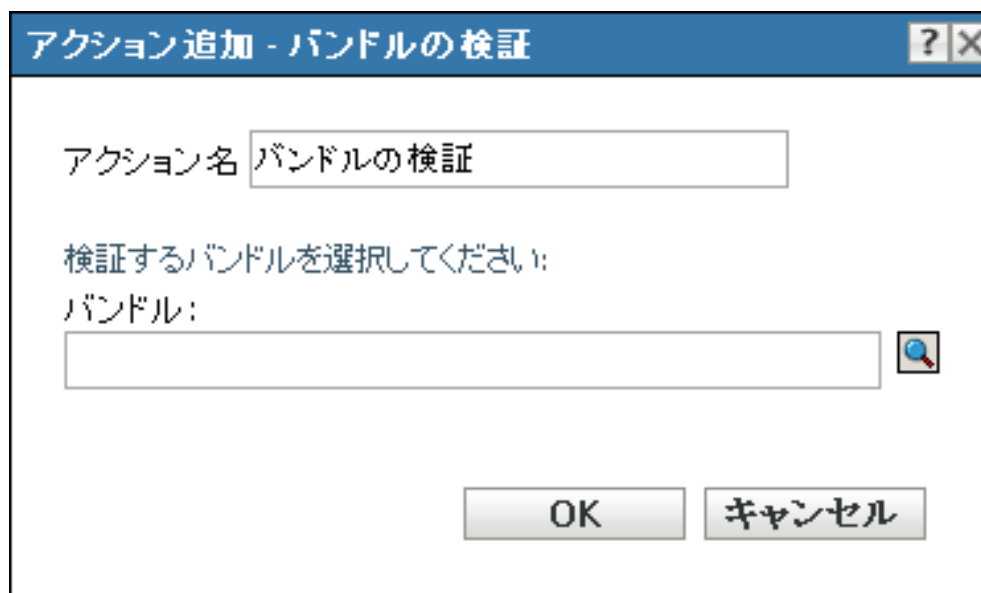 アクション追加 - バンドルの検証 ?
アクション名 バンドルの検証
検証するバンドルを選択してください:
バンドル:
OK キャンセル